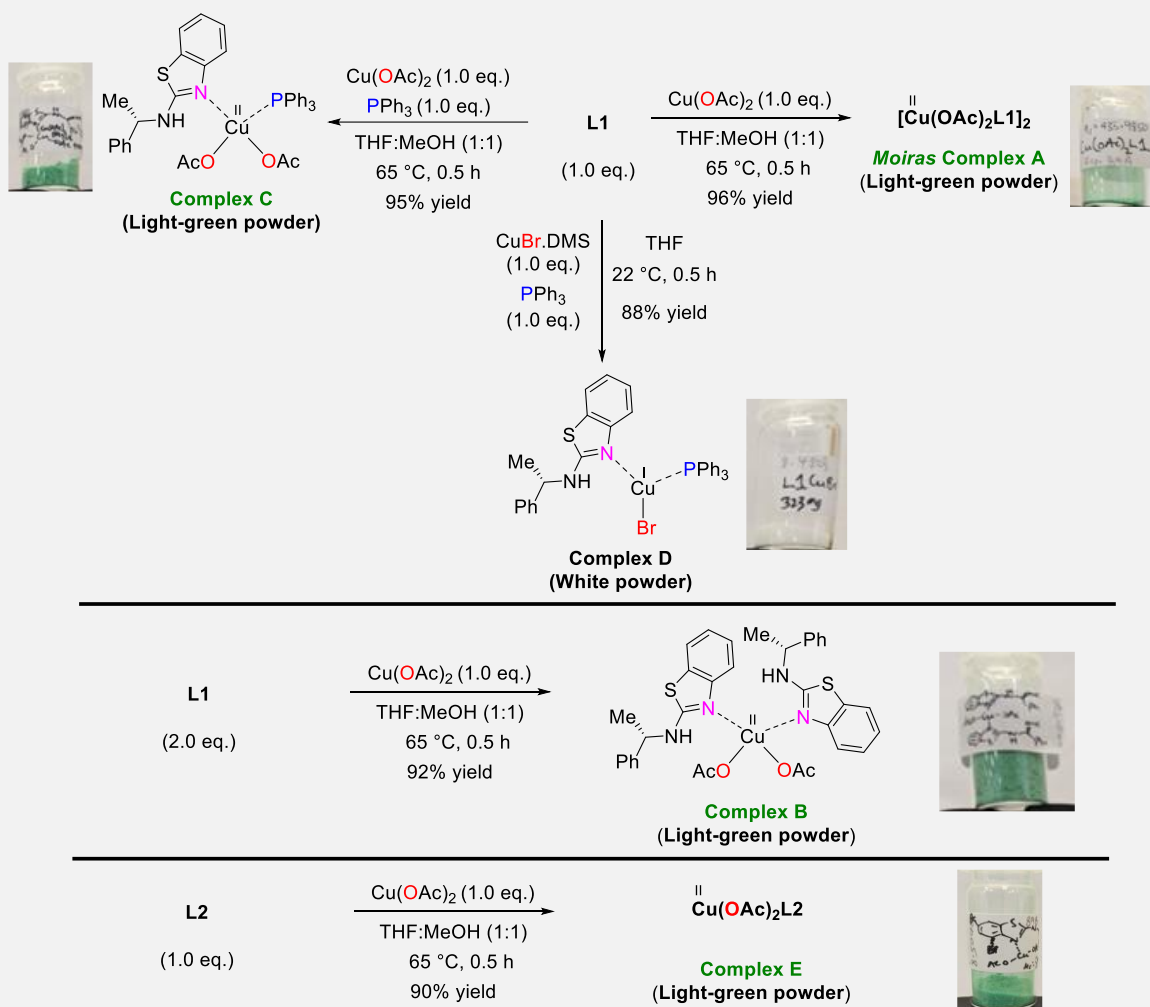 S
N
Me
NH
Ph
II
Cu
PPh3
AcO
OAc
Complex C
(Light-green powder)
Cu(OAc)2 (1.0 eq.)
PPh3 (1.0 eq.)
THF:MeOH (1:1)
65 °C, 0.5 h
95% yield
L1
(1.0 eq.)
Cu(OAc)2 (1.0 eq.)
THF:MeOH (1:1)
65 °C, 0.5 h
96% yield
II
[Cu(OAc)2L1]2
Moiras Complex A
(Light-green powder)
Cu(OAc)2L1
CuBr.DMS
(1.0 eq.)
PPh3
(1.0 eq.)
THF
22 °C, 0.5 h
88% yield
S
N
Me
NH
Ph
I
Cu
PPh3
Br
Complex D
(White powder)
L1 CuBr
323mg
L1
(2.0 eq.)
Cu(OAc)2 (1.0 eq.)
THF:MeOH (1:1)
65 °C, 0.5 h
92% yield
Me
Ph
HN
S
N
S
N
Me
NH
Ph
II
Cu
AcO
OAc
Complex B
(Light-green powder)
L2
(1.0 eq.)
Cu(OAc)2 (1.0 eq.)
THF:MeOH (1:1)
65 °C, 0.5 h
90% yield
II
Cu(OAc)2L2
Complex E
(Light-green powder)